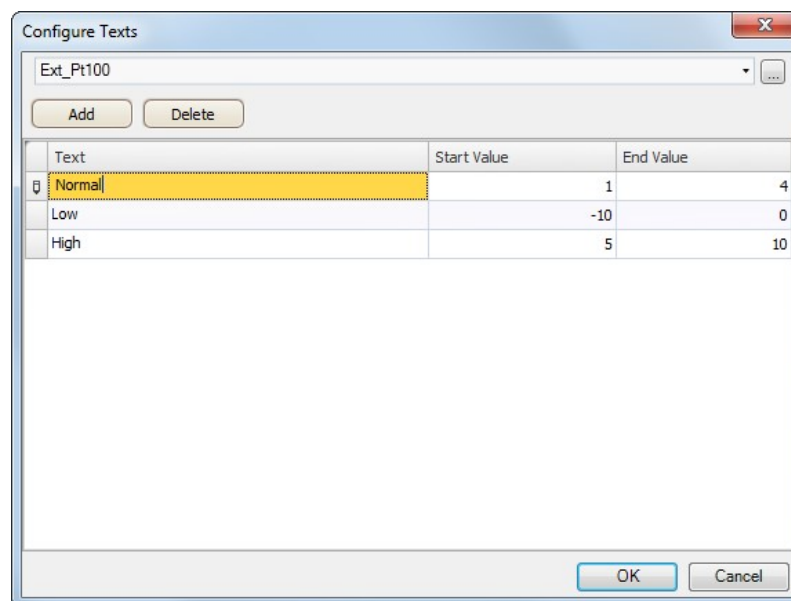 Configure Texts
Ext_Pt100
...
Add Delete
Text Start Value End Value
Normal 1 4
Low -10 0
High 5 10
OK Cancel